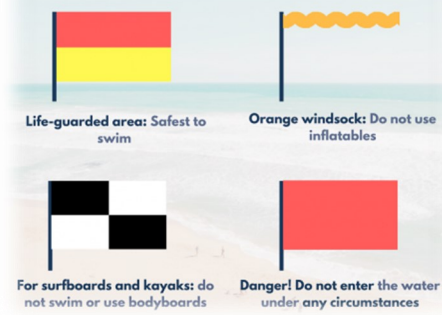 Life-guarded area: Safest to
swim
Orange windsock: Do not use
inflatables
For surfboards and kayaks: do
not swim or use bodyboards
Danger! Do not enter the water
under any circumstances